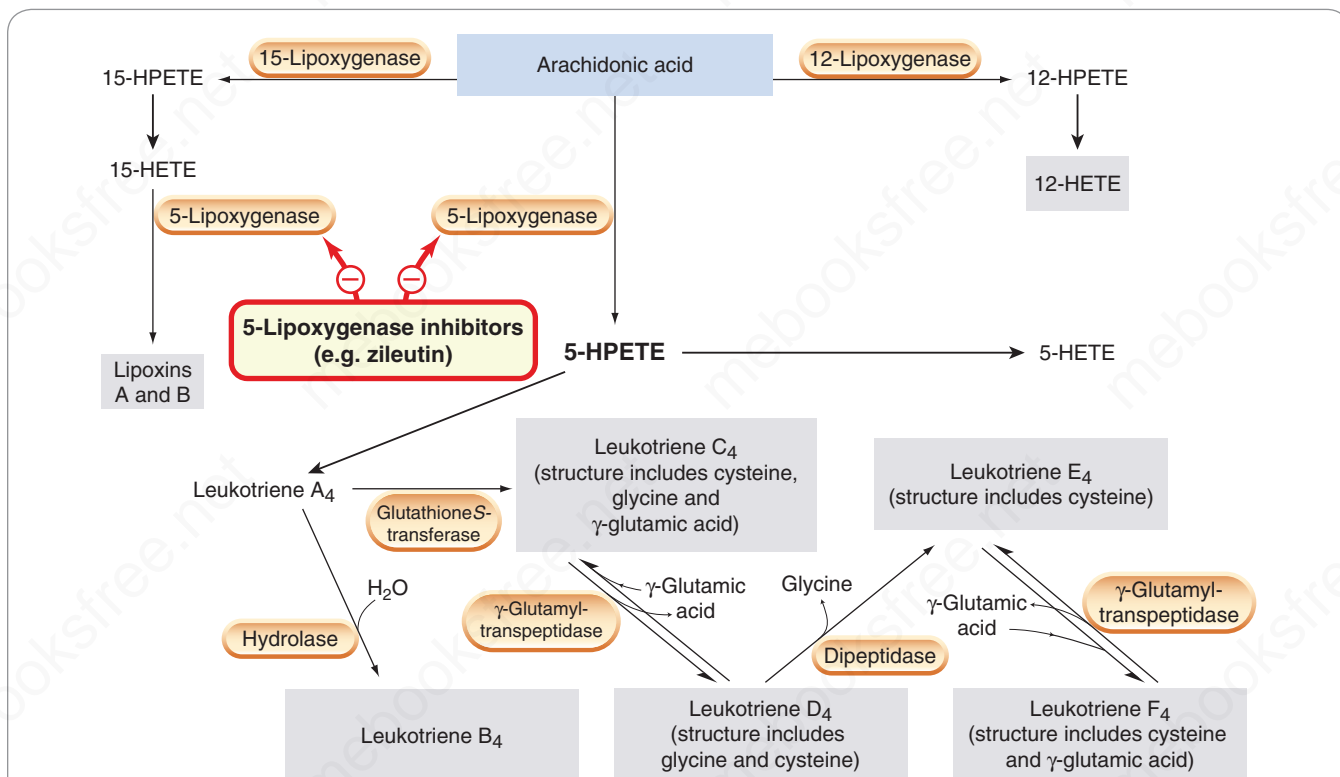 15-Lipoxygenase
Arachidonic acid
12-Lipoxygenase
15-HPETE
12-HPETE
15-HETE
12-HETE
5-Lipoxygenase
5-Lipoxygenase
−
−
5-Lipoxygenase inhibitors
(e.g. zileutin)
5-HPETE
5-HETE
Lipoxins
A and B
Leukotriene A4
Glutathione S-
transferase
Leukotriene C4
(structure includes cysteine,
glycine and
γ-glutamic acid)
Leukotriene E4
(structure includes cysteine)
H2O
Hydrolase
γ-Glutamyl-
transpeptidase
γ-Glutamic
acid
Glycine
Dipeptidase
γ-Glutamic
acid
γ-Glutamyl-
transpeptidase
Leukotriene B4
Leukotriene D4
(structure includes
glycine and cysteine)
Leukotriene F4
(structure includes cysteine
and γ-glutamic acid)
mebooksfree.net